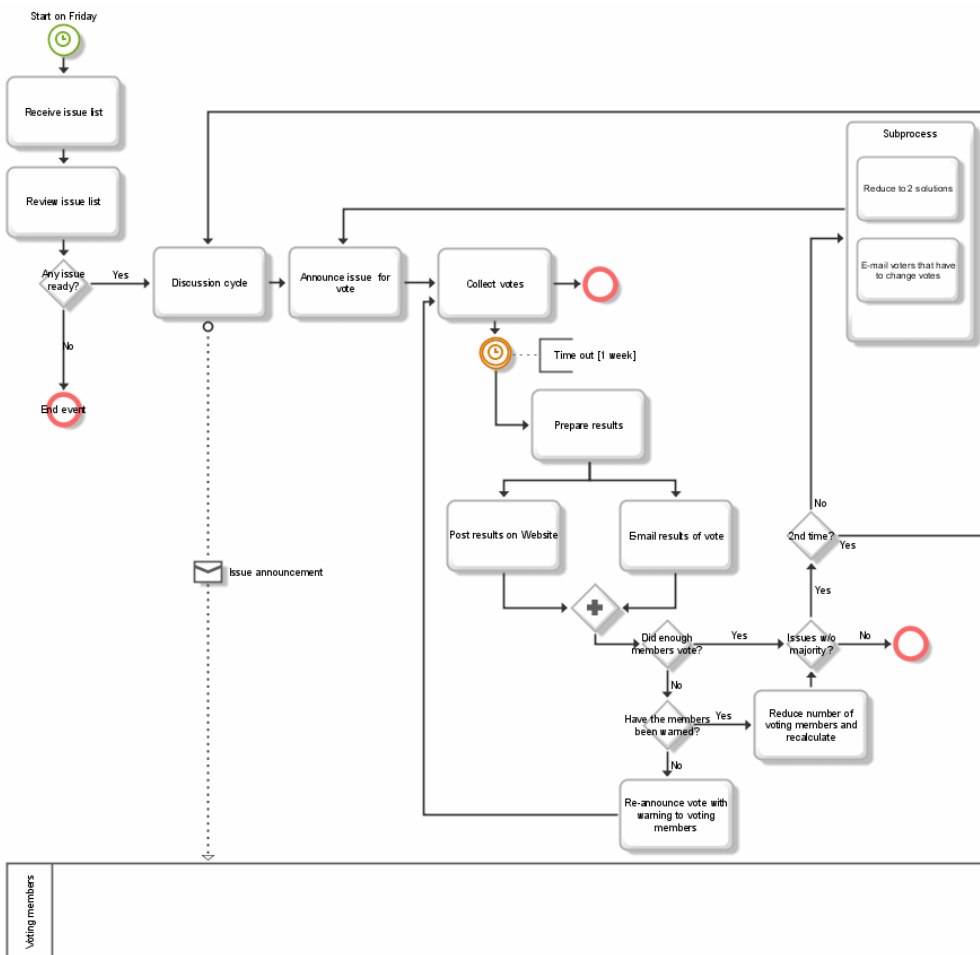 Start on Friday
Receive issue list
Review issue list
Any issue
ready?
Yes
No
End event
Discussion cycle
Announce issue for
vote
Collect votes
Subprocess
Reduce to 2 solutions
E-mail voters that have
to change votes
Time out [1 week]
Prepare results
Post results on Website
E-mail results of vote
No
2nd time?
Yes
Issue announcement
Yes
Did enough
members vote?
Yes
Issues w/o
majority?
No
No
Have the members
been warned?
Yes
Reduce number of
voting members and
recalculate
No
Re-announce vote with
warning to voting
members
Voting members